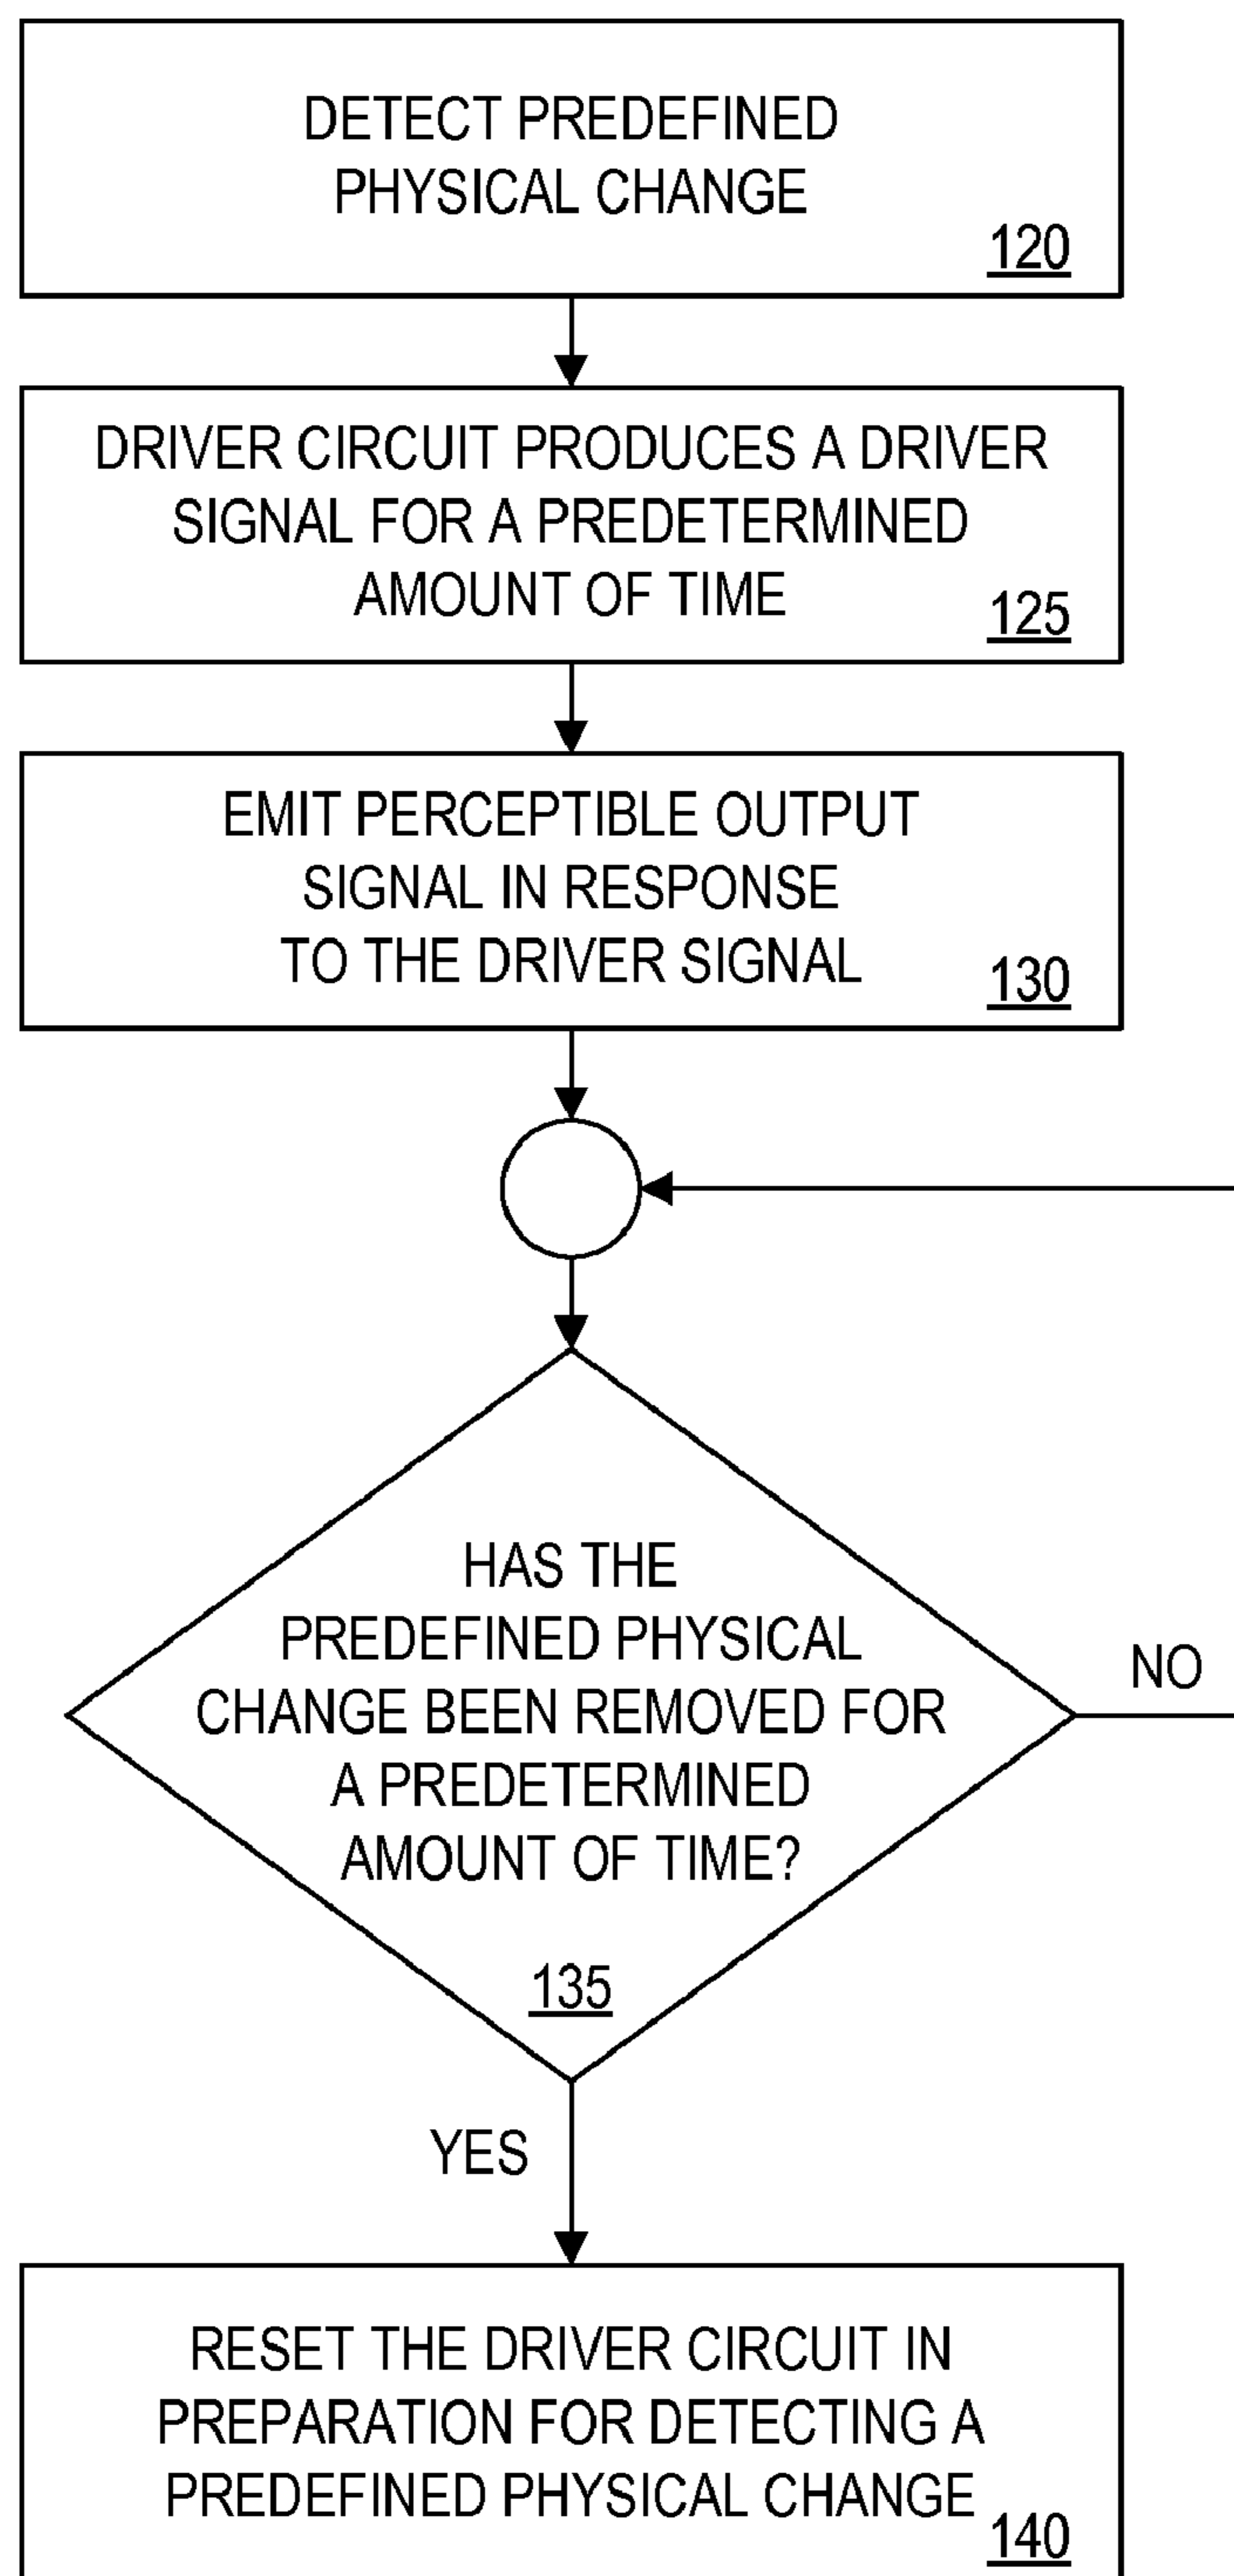 DETECT PREDEFINED
PHYSICAL CHANGE
120
DRIVER CIRCUIT PRODUCES A DRIVER
SIGNAL FOR A PREDETERMINED
AMOUNT OF TIME
125
EMIT PERCEPTIBLE OUTPUT
SIGNAL IN RESPONSE
TO THE DRIVER SIGNAL
130
HAS THE
PREDEFINED PHYSICAL
CHANGE BEEN REMOVED FOR
A PREDETERMINED
AMOUNT OF TIME?
135
NO
YES
RESET THE DRIVER CIRCUIT IN
PREPARATION FOR DETECTING A
PREDEFINED PHYSICAL CHANGE
140